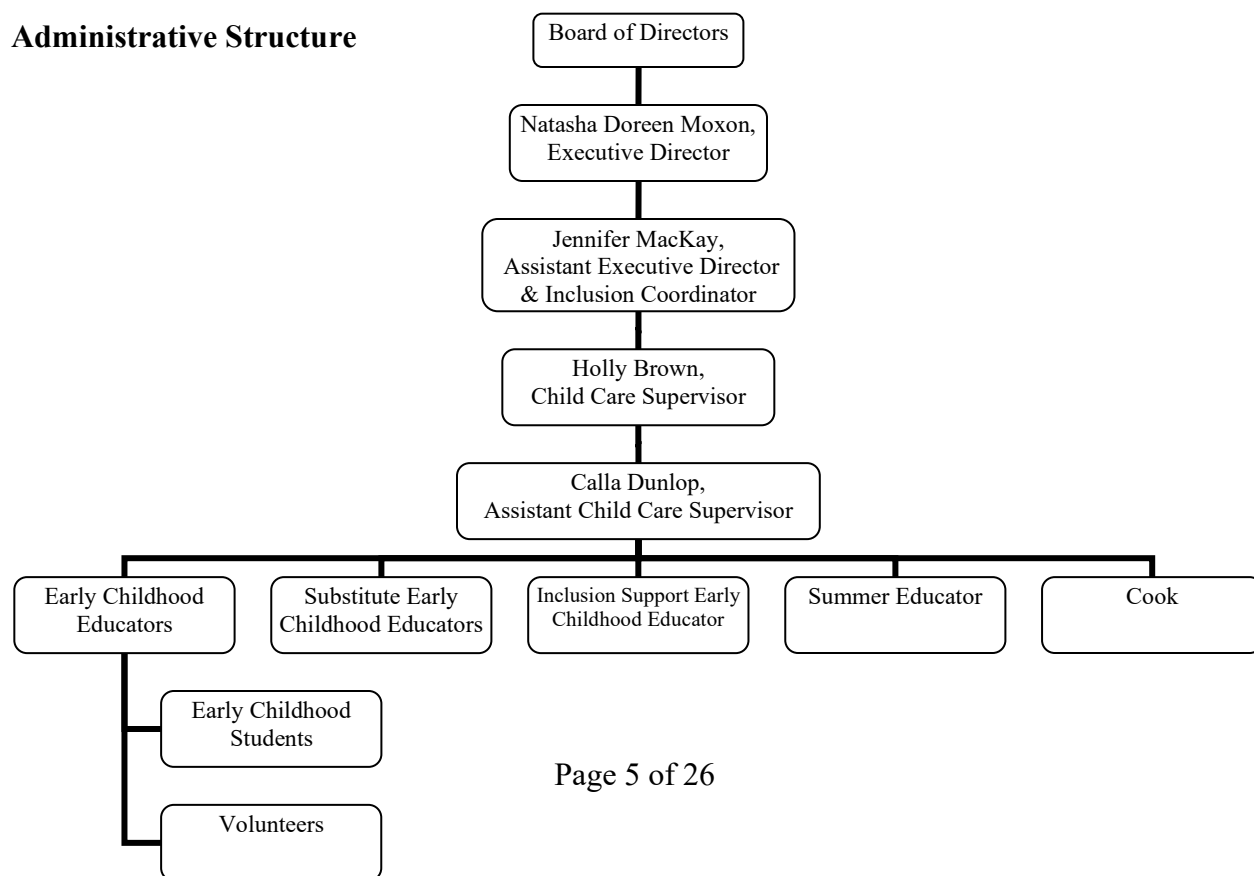 Administrative Structure
Board of Directors
Natasha Doreen Moxon,
Executive Director
Jennifer MacKay,
Assistant Executive Director
& Inclusion Coordinator
Holly Brown,
Child Care Supervisor
Calla Dunlop,
Assistant Child Care Supervisor
Early Childhood
Educators
Substitute Early
Childhood Educators
Inclusion Support Early
Childhood Educator
Summer Educator
Cook
Early Childhood
Students
Volunteers
Page 5 of 26